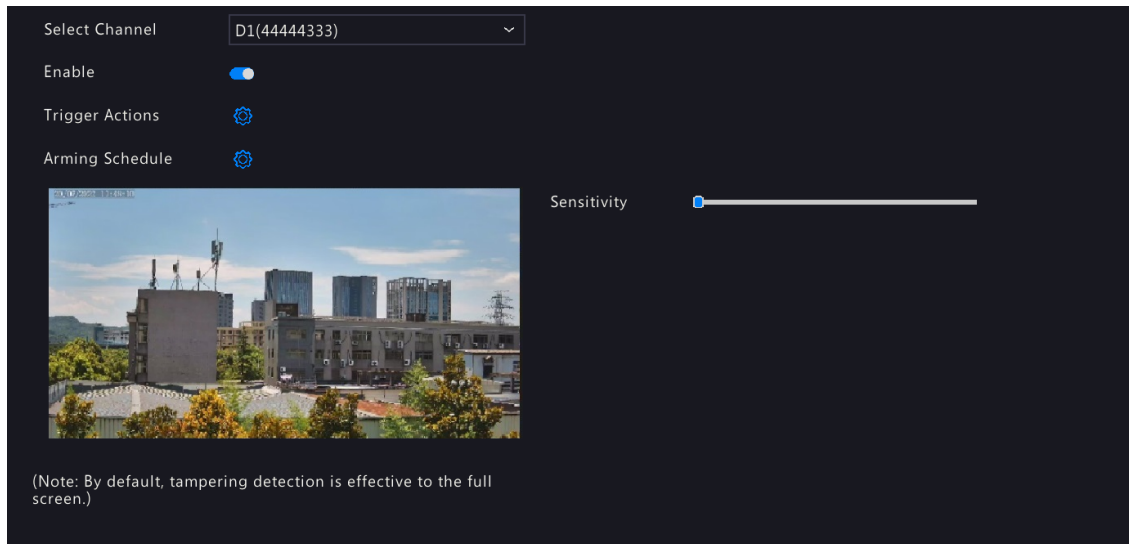 Select Channel
D1(44444333)
Enable
Trigger Actions
Arming Schedule
Sensitivity
(Note: By default, tampering detection is effective to the full
screen.)